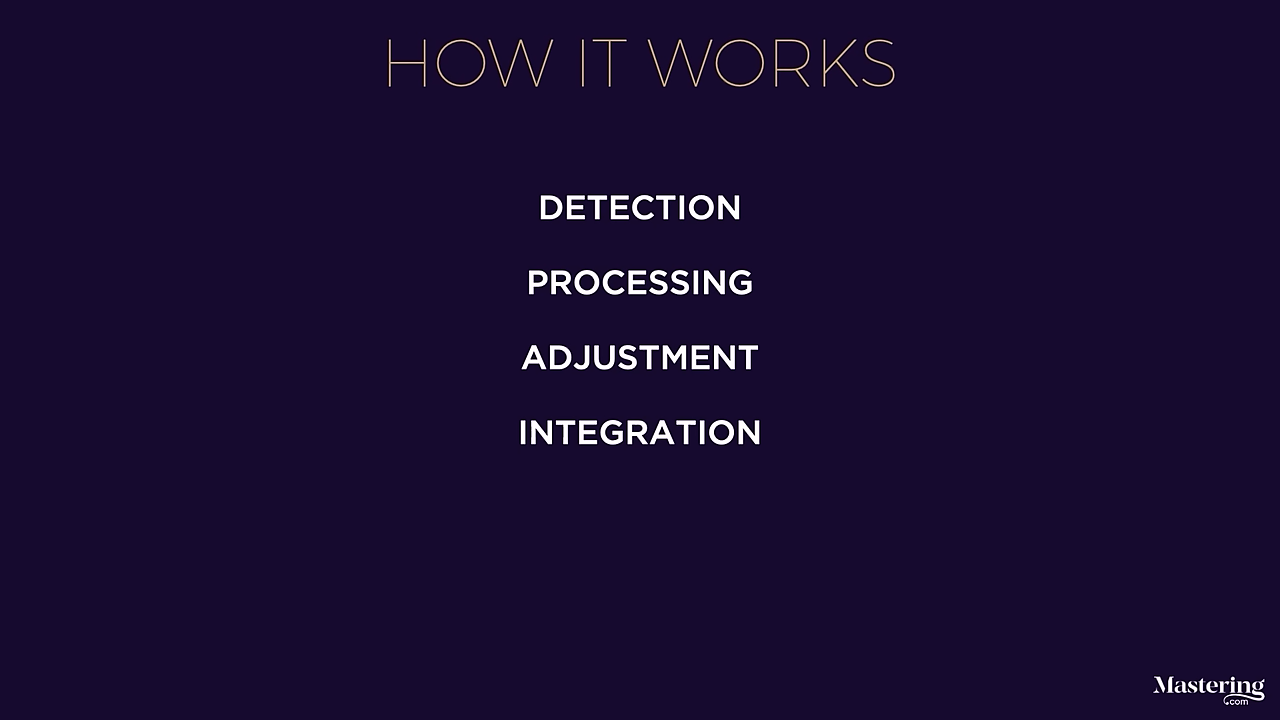 HOW IT WORKS
DETECTION
PROCESSING
ADJUSTMENT
INTEGRATION
Mastering
.com